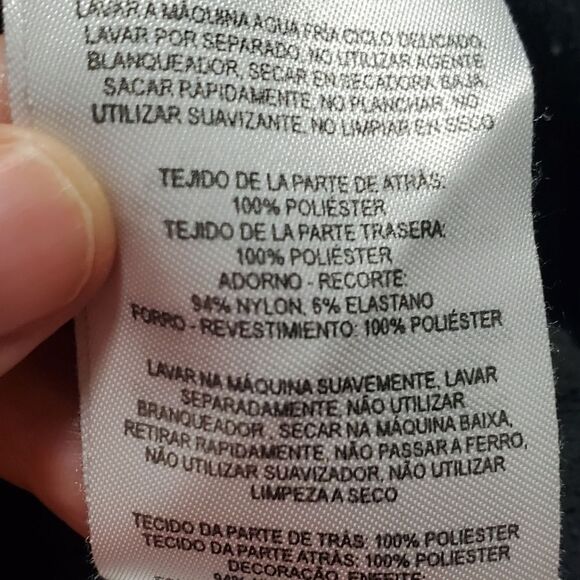 LAVAR A MÁQUINA AGUA FRIA CICLO DELICADO,
LAVAR POR SEPARADO, NO UTILIZAR AGENTE
BLANQUEADOR, SECAR EN SECADORA BAJA,
SACAR RAPIDAMENTE, NO PLANCHAR, NO
UTILIZAR SUAVIZANTE, NO LIMPIAR EN SECO
TEJIDO DE LA PARTE DE ATRÀS:
100% POLIÉSTER
TEJIDO DE LA PARTE TRASERA:
100% POLIÉSTER
ADORNO - RECORTE:
94% NYLON, 6% ELASTANO
FORRO - REVESTIMIENTO: 100% POLIÉSTER
LAVAR NA MÁQUINA SUAVEMENTE, LAVAR
SEPARADAMENTE, NÃO UTILIZAR
BRANQUEADOR, SECAR NA MÁQUINA BAIXA,
RETIRAR RAPIDAMENTE, NÃO PASSAR A FERRO,
NÃO UTILIZAR SUAVIZADOR, NÃO UTILIZAR
LIMPEZA A SECO
TECIDO DA PARTE DE TRÁS: 100% POLIESTER
TECIDO DA PARTE ATRÁS: 100% POLIESTER
DECORAÇÃO, ENFEITE